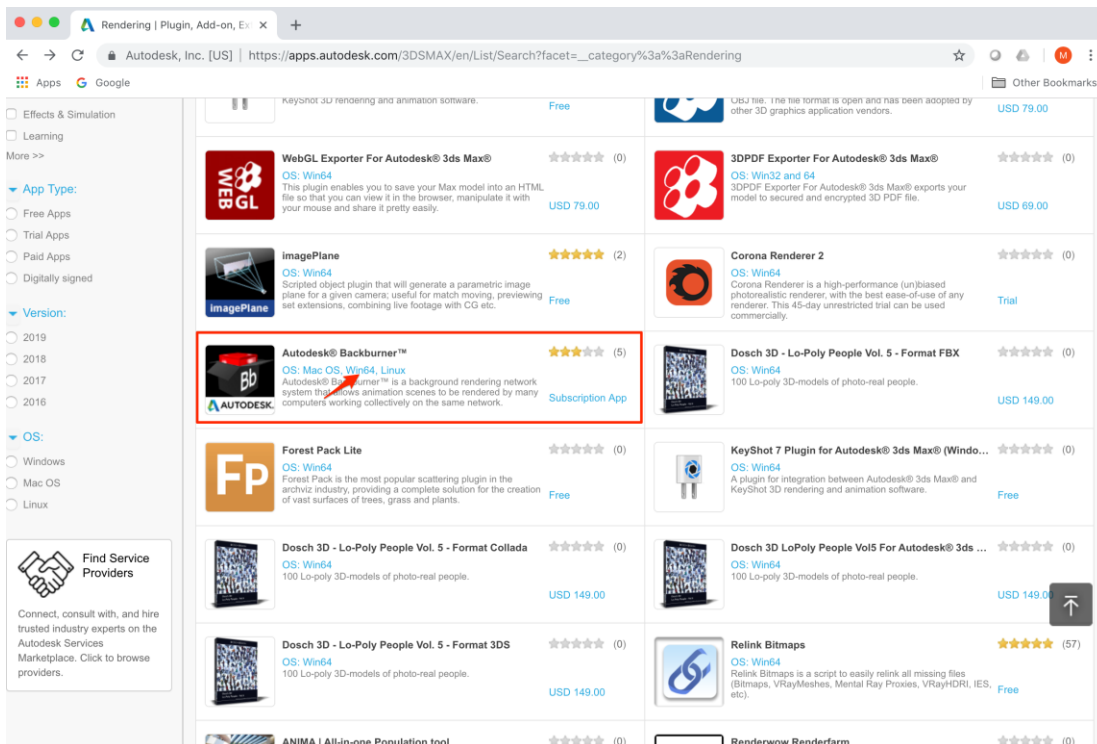 Rendering | Plugin, Add-on, Ex
Autodesk, Inc. [US] | https://apps.autodesk.com/3DSMAX/en/List/Search?facet=__category%3a%3aRendering
M
Apps
Google
Other Bookmarks
Effects & Simulation
Learning
More >>
App Type:
Free Apps
Trial Apps
Paid Apps
Digitally signed
Version:
2019
2018
2017
2016
OS:
Windows
Mac OS
Linux
Find Service
Providers
Connect, consult with, and hire
trusted industry experts on the
Autodesk Services
Marketplace. Click to browse
providers.
KeyShot 3D rendering and animation software.
Free
OBJ file. The file format is open and has been adopted by
other 3D graphics application vendors.
USD 79.00
WEB
GL
WebGL Exporter For Autodesk® 3ds Max®
(0)
OS: Win64
This plugin enables you to save your Max model into an HTML
file so that you can view it in the browser, manipulate it with
your mouse and share it pretty easily.
USD 79.00
3DPDF Exporter For Autodesk® 3ds Max®
(0)
OS: Win32 and 64
3DPDF Exporter For Autodesk® 3ds Max® exports your
model to secured and encrypted 3D PDF file.
USD 69.00
imagePlane
imagePlane
(2)
OS: Win64
Scripted object plugin that will generate a parametric image
plane for a given camera; useful for match moving, previewing
set extensions, combining live footage with CG etc.
Free
Corona Renderer 2
(0)
OS: Win64
Corona Renderer is a high-performance (un)biased
photorealistic renderer, with the best ease-of-use of any
renderer. This 45-day unrestricted trial can be used
commercially.
Trial
Bb
AUTODESK.
Autodesk® Backburner™
(5)
OS: Mac OS, Win64, Linux
Autodesk® Backburner™ is a background rendering network
system that allows animation scenes to be rendered by many
computers working collectively on the same network.
Subscription App
Dosch 3D - Lo-Poly People Vol. 5 - Format FBX
(0)
OS: Win64
100 Lo-poly 3D-models of photo-real people.
USD 149.00
FP
Forest Pack Lite
(0)
OS: Win64
Forest Pack is the most popular scattering plugin in the
archviz industry, providing a complete solution for the creation
of vast surfaces of trees, grass and plants.
Free
KeyShot 7 Plugin for Autodesk® 3ds Max® (Windo...
(0)
OS: Win64
A plugin for integration between Autodesk® 3ds Max® and
KeyShot 3D rendering and animation software.
Free
Dosch 3D - Lo-Poly People Vol. 5 - Format Collada
(0)
OS: Win64
100 Lo-poly 3D-models of photo-real people.
USD 149.00
Dosch 3D LoPoly People Vol5 For Autodesk® 3ds ...
(0)
OS: Win64
100 Lo-poly 3D-models of photo-real people.
USD 149.00
Dosch 3D - Lo-Poly People Vol. 5 - Format 3DS
(0)
OS: Win64
100 Lo-poly 3D-models of photo-real people.
USD 149.00
Relink Bitmaps
(57)
OS: Win64
Relink Bitmaps is a script to easily relink all missing files
(Bitmaps, VRayMeshes, Mental Ray Proxies, VRayHDRI, IES,
etc).
Free
ANIMA | All-in-one Population tool
(0)
Renderwow Renderfarm
(0)